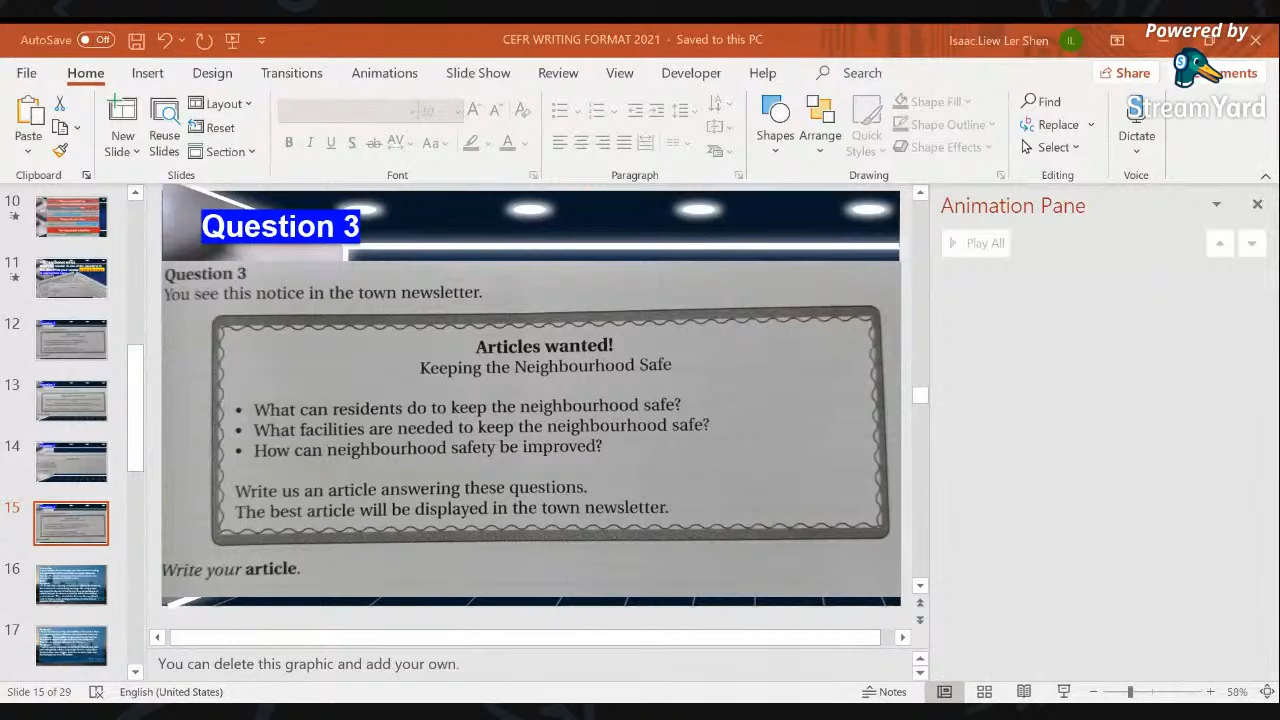 Powered by
StreamYard
AutoSave Off
CEFR WRITING FORMAT 2021 - Saved to this PC
Isaac.Liew Ler Shen IL
File Home Insert Design Transitions Animations Slide Show Review View Developer Help Search Share
Paste
New Slide
Reuse Slides
Layout
Reset
Section
B I U S ab AV Aa A
Shapes Arrange Quick Styles
Shape Fill
Shape Outline
Shape Effects
Find
Replace
Select
Dictate
Clipboard Slides Font Paragraph Drawing Editing Voice
10
11
12
13
14
15
16
17
Question 3
Question 3
You see this notice in the town newsletter.
Articles wanted!
Keeping the Neighbourhood Safe
• What can residents do to keep the neighbourhood safe?
• What facilities are needed to keep the neighbourhood safe?
• How can neighbourhood safety be improved?
Write us an article answering these questions.
The best article will be displayed in the town newsletter.
Write your article.
Animation Pane
Play All
You can delete this graphic and add your own.
Slide 15 of 29 English (United States) Notes 58%